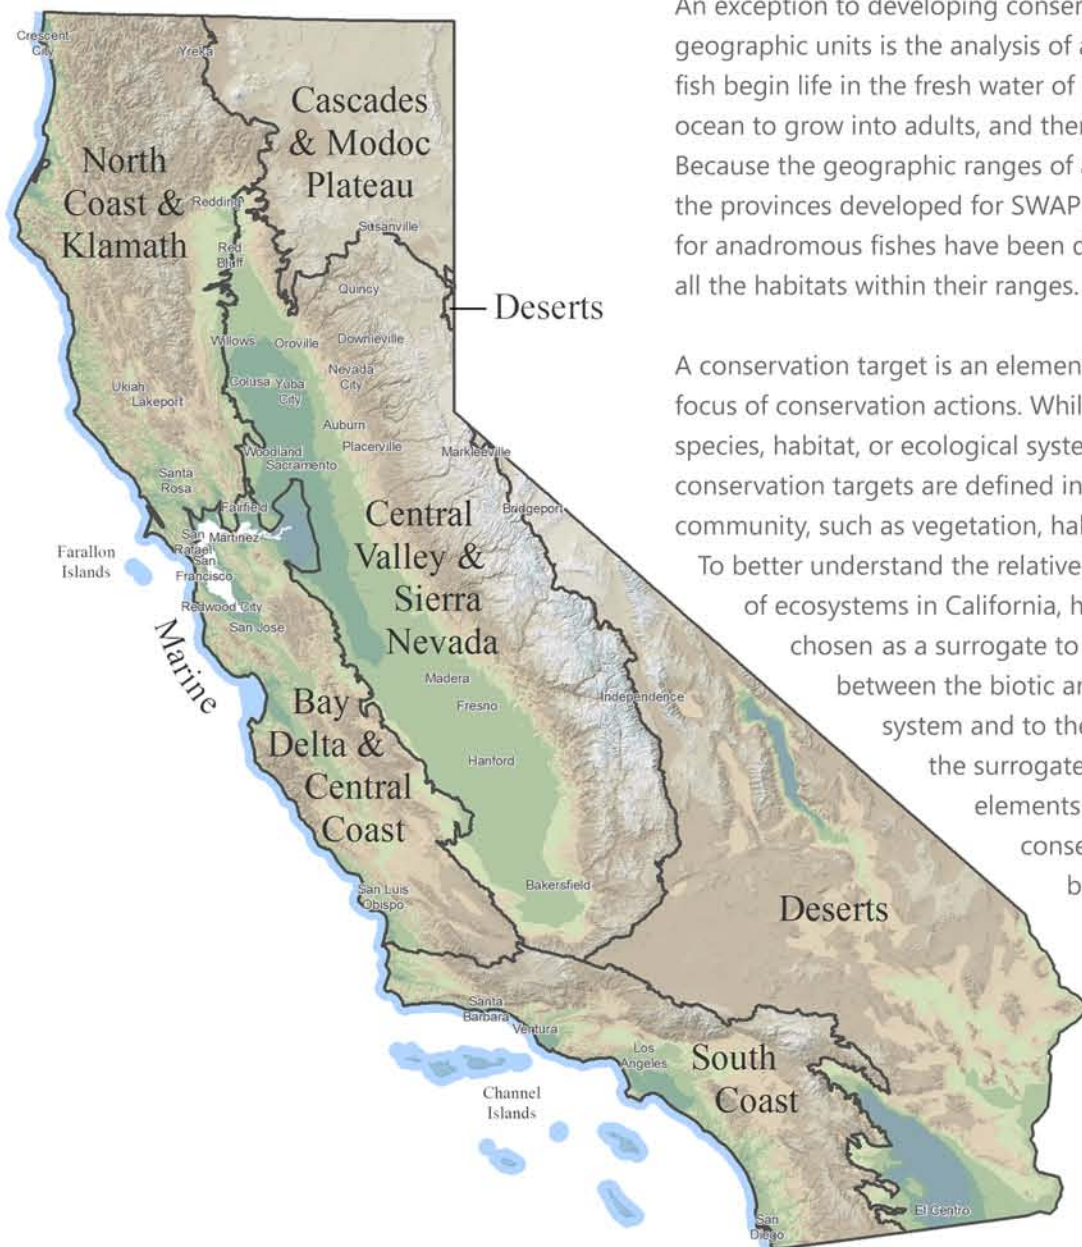 An exception to developing conser
geographic units is the analysis of a
fish begin life in the fresh water of
ocean to grow into adults, and then
Because the geographic ranges of a
the provinces developed for SWAP
for anadromous fishes have been d
all the habitats within their ranges.
A conservation target is an elemen
focus of conservation actions. Whil
species, habitat, or ecological syste
conservation targets are defined in
community, such as vegetation, hal
To better understand the relative
of ecosystems in California, h
chosen as a surrogate to
between the biotic an
system and to the
the surrogate
elements
conse
b
Crescent
City
Yreka
Cascades
& Modoc
Plateau
North
Coast &
Klamath
Redding
Susanville
Red
Bluff
Quincy
Deserts
Willows
Oroville
Downieville
Nevada
City
Colusa
Yuba
City
Ukiah
Lakeport
Auburn
Placerville
Woodland
Sacramento
Markleeville
Santa
Rosa
Fairfield
Bridgeport
Central
Valley &
Sierra
Nevada
San
Rafael
Martinez
Farallon
Islands
San
Francisco
Redwood City
San Jose
Marine
Madera
Fresno
Independence
Bay
Delta &
Central
Coast
Hanford
Bakersfield
San Luis
Obispo
Deserts
Santa
Barbara
Ventura
Los
Angeles
South
Coast
Channel
Islands
El Centro
San
Diego